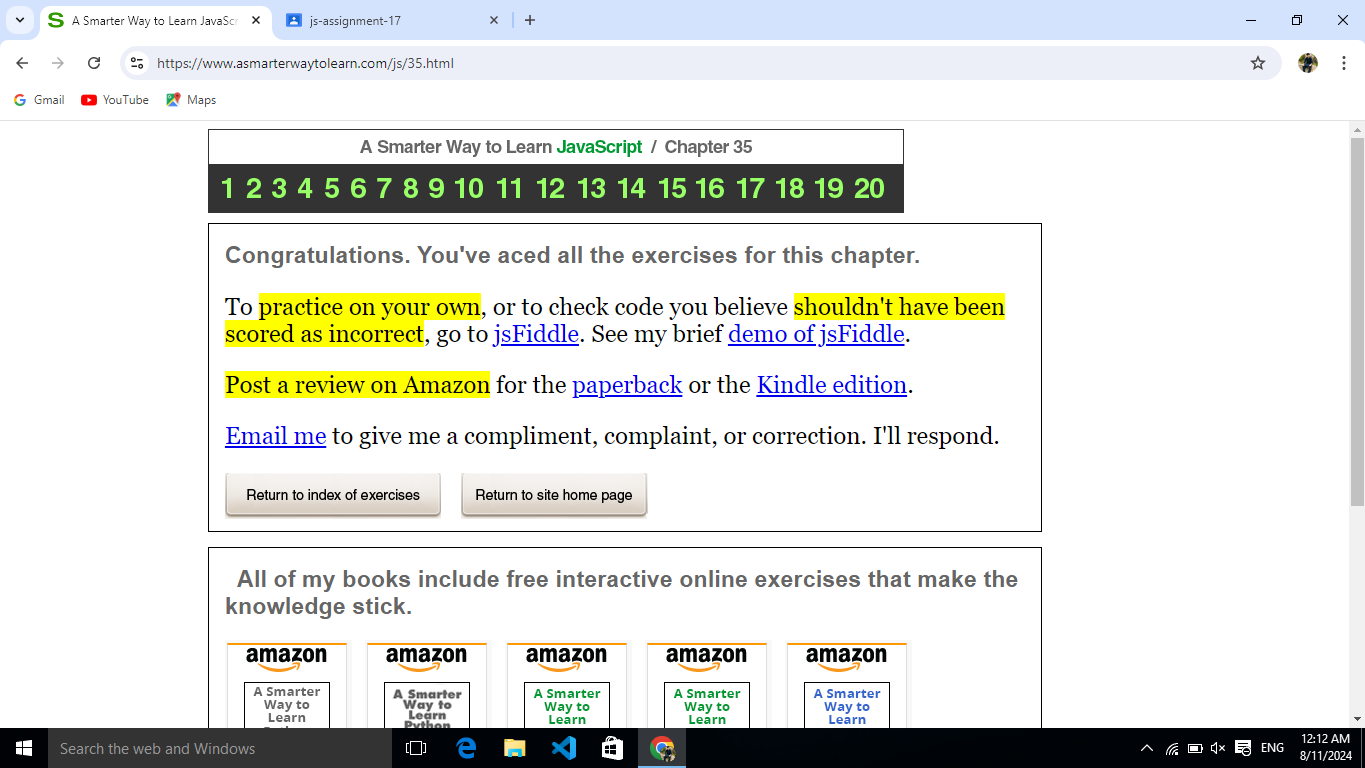 A Smarter Way to Learn JavaScr
js-assignment-17
https://www.asmarterwaytolearn.com/js/35.html
Gmail YouTube Maps
A Smarter Way to Learn JavaScript / Chapter 35
1 2 3 4 5 6 7 8 9 10 11 12 13 14 15 16 17 18 19 20
Congratulations. You've aced all the exercises for this chapter.
To practice on your own, or to check code you believe shouldn't have been
scored as incorrect, go to jsFiddle. See my brief demo of jsFiddle.
Post a review on Amazon for the paperback or the Kindle edition.
Email me to give me a compliment, complaint, or correction. I'll respond.
Return to index of exercises Return to site home page
All of my books include free interactive online exercises that make the
knowledge stick.
amazon amazon amazon amazon amazon
A Smarter A Smarter A Smarter A Smarter A Smarter
Way to Way to Way to Way to Way to
Learn Learn Learn Learn Learn
Python
Search the web and Windows
ENG
12:12 AM
8/11/2024